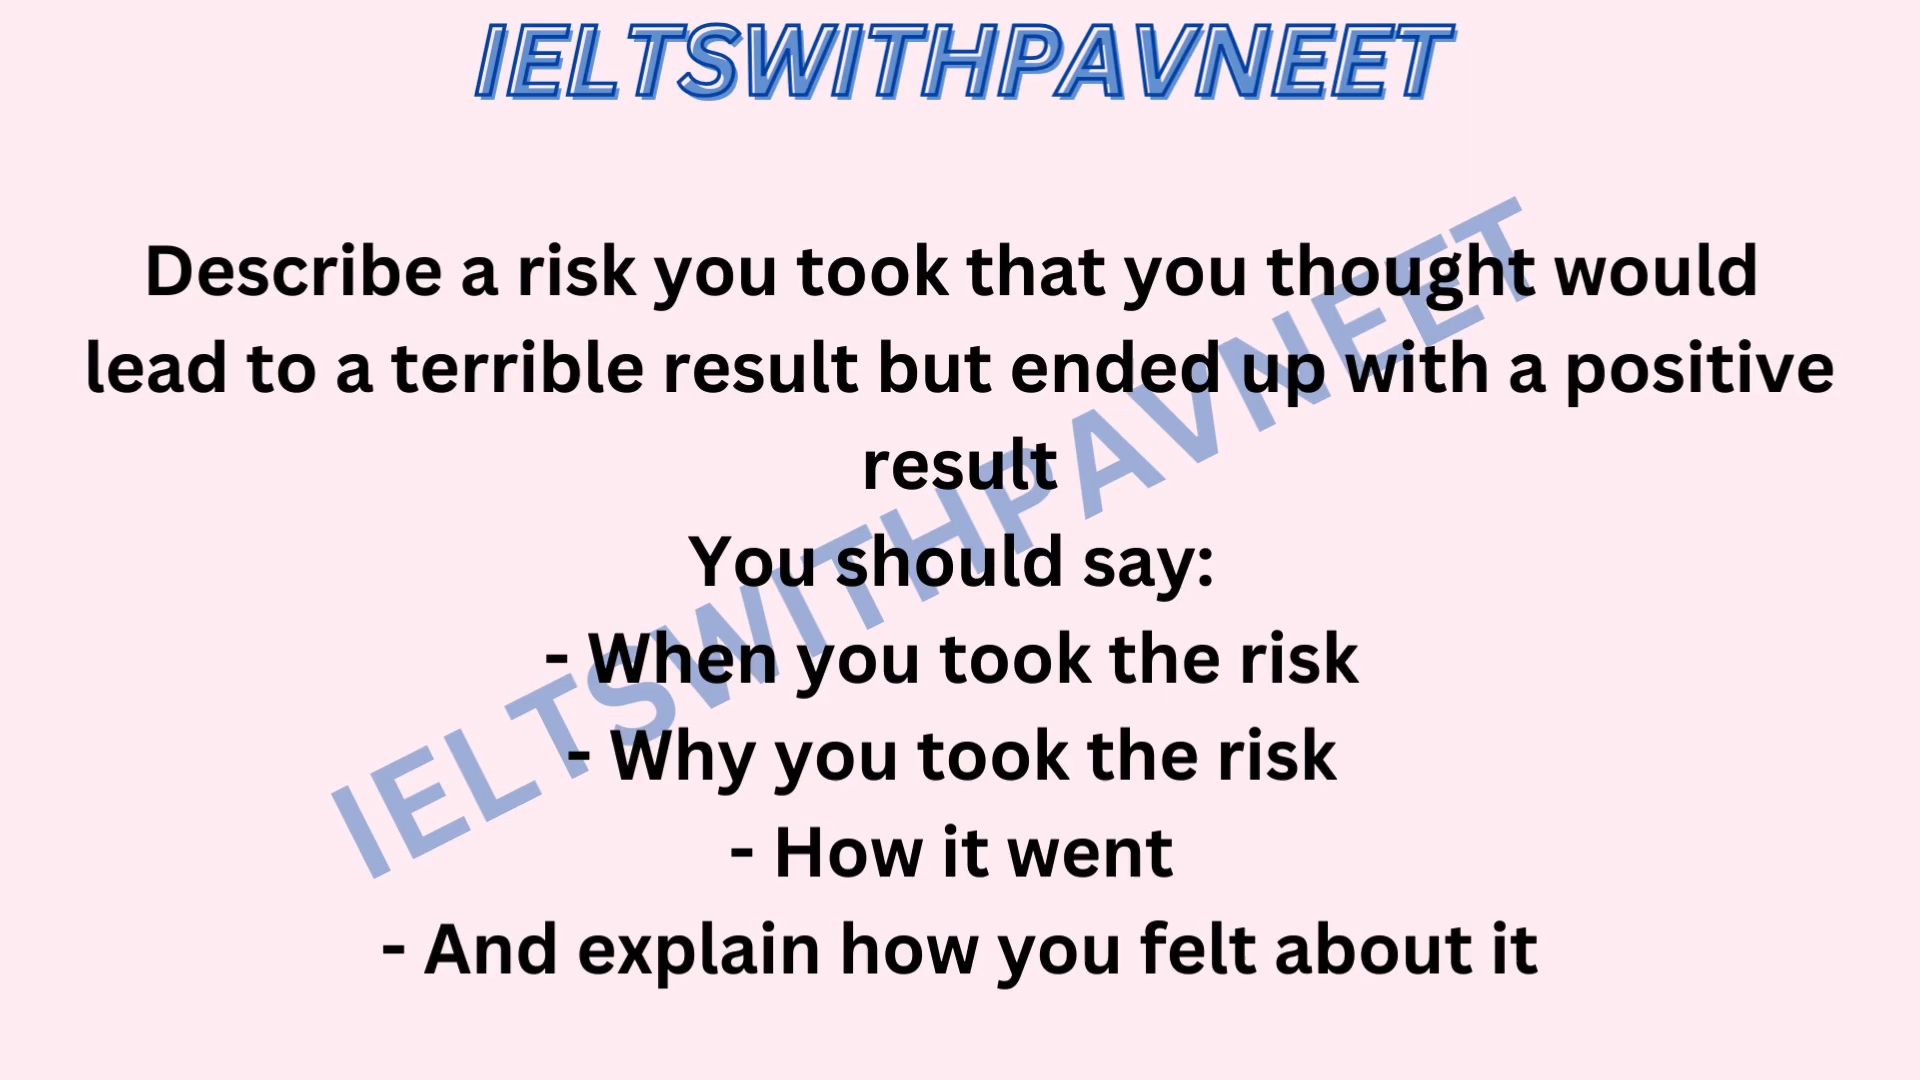 IELTSWITHPAVNEET
Describe a risk you took that you thought would
lead to a terrible result but ended up with a positive
result
You should say:
- When you took the risk
- Why you took the risk
- How it went
- And explain how you felt about it
IELTSWITHPAVNEET